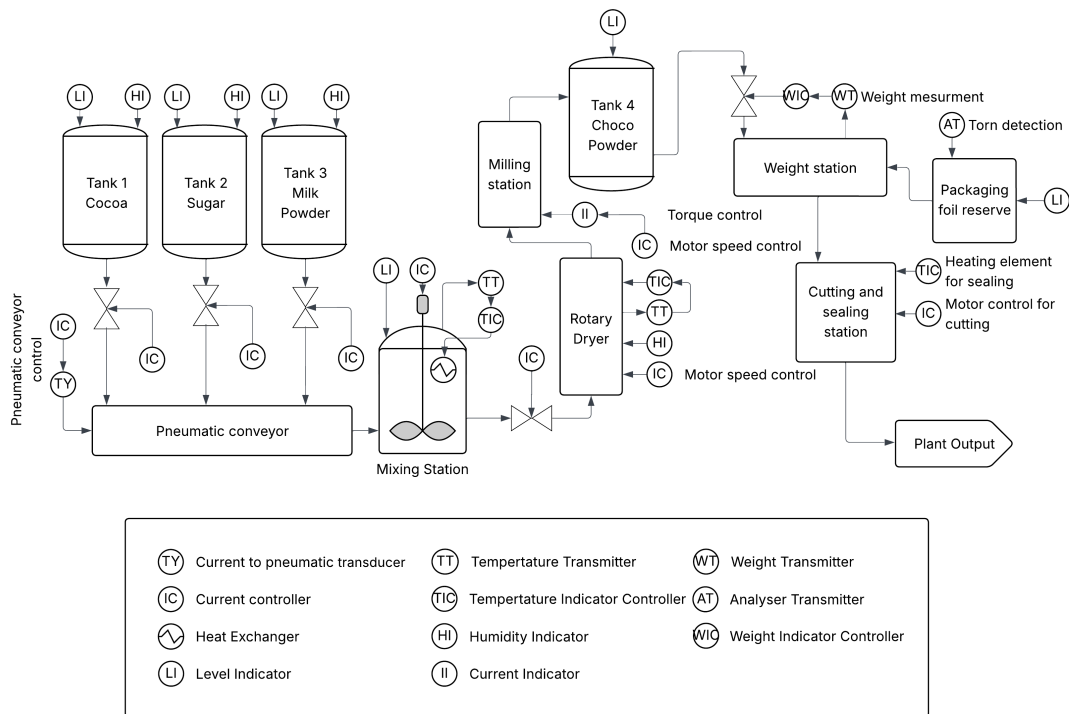 LI
LI
HI
LI
HI
LI
HI
Tank 1
Cocoa
Tank 2
Sugar
Tank 3
Milk
Powder
Tank 4
Choco
Powder
Milling
station
WIC
WT
Weight mesurment
AT
Torn detection
Weight station
Packaging
foil reserve
LI
II
Torque control
IC
Motor speed control
LI
IC
TT
TIC
TIC
TT
HI
IC
Motor speed control
Rotary
Dryer
TIC
Heating element
for sealing
Cutting and
sealing
station
IC
Motor control for
cutting
Pneumatic conveyor
control
IC
TY
IC
IC
IC
IC
Pneumatic conveyor
Mixing Station
Plant Output
TY Current to pneumatic transducer
TT Tempertature Transmitter
WT Weight Transmitter
IC Current controller
TIC Tempertature Indicator Controller
AT Analyser Transmitter
Heat Exchanger
HI Humidity Indicator
WIC Weight Indicator Controller
LI Level Indicator
II Current Indicator